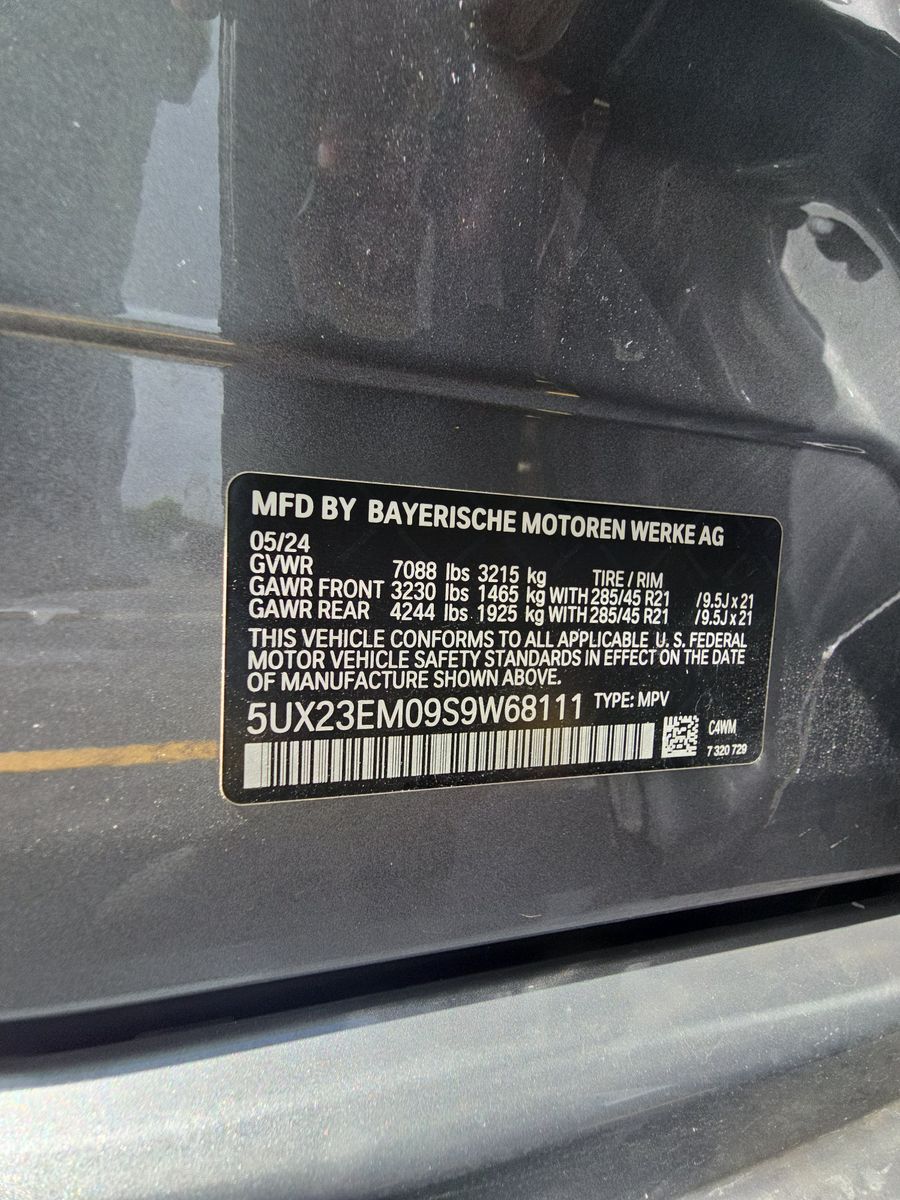 MFD BY BAYERISCHE MOTOREN WERKE AG
05/24
GVWR 7088 lbs 3215 kg TIRE / RIM
GAWR FRONT 3230 lbs 1465 kg WITH 285/45 R21 /9.5J x 21
GAWR REAR 4244 lbs 1925 kg WITH 285/45 R21 /9.5J x 21
THIS VEHICLE CONFORMS TO ALL APPLICABLE U. S. FEDERAL
MOTOR VEHICLE SAFETY STANDARDS IN EFFECT ON THE DATE
OF MANUFACTURE SHOWN ABOVE.
5UX23EM09S9W68111 TYPE: MPV
C4WM
7 320 729